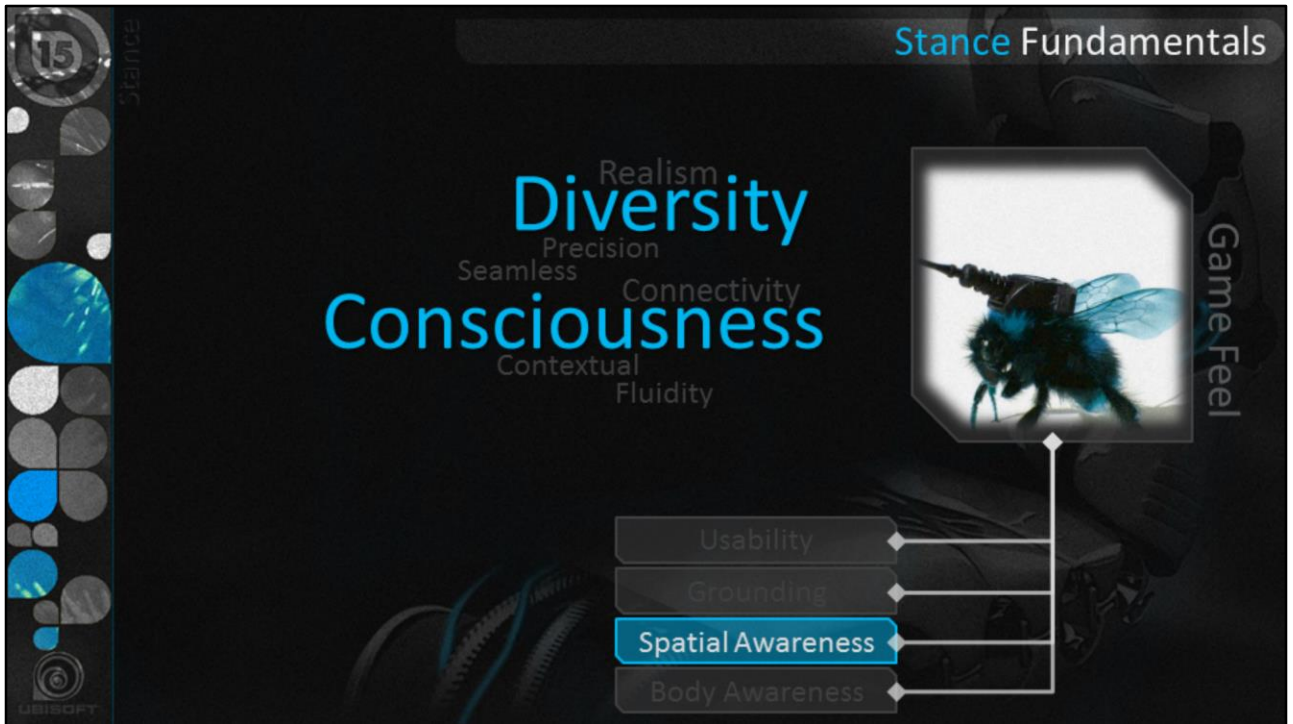 15
Stance
Stance Fundamentals
Realism
Diversity
Precision
Seamless
Connectivity
Consciousness
Contextual
Fluidity
Game Feel
Usability
Grounding
Spatial Awareness
Body Awareness
UBISOFT